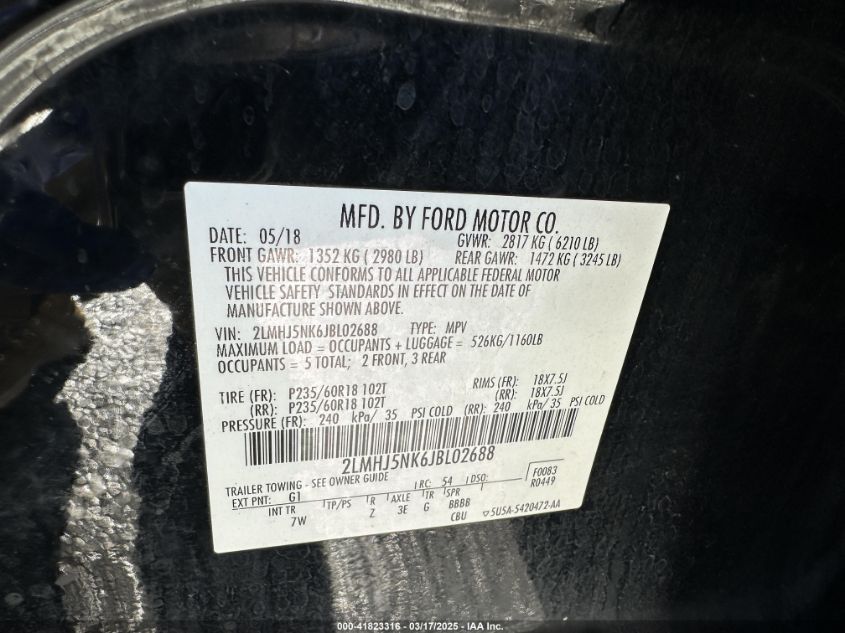 MFD. BY FORD MOTOR CO.
DATE: 05/18 GVWR: 2817 KG ( 6210 LB)
FRONT GAWR: 1352 KG ( 2980 LB) REAR GAWR: 1472 KG ( 3245 LB)
THIS VEHICLE CONFORMS TO ALL APPLICABLE FEDERAL MOTOR
VEHICLE SAFETY STANDARDS IN EFFECT ON THE DATE OF
MANUFACTURE SHOWN ABOVE.
VIN: 2LMHJ5NK6JBL02688 TYPE: MPV
MAXIMUM LOAD = OCCUPANTS + LUGGAGE = 526KG/1160LB
OCCUPANTS = 5 TOTAL; 2 FRONT, 3 REAR
TIRE (FR): P235/60R18 102T RIMS (FR): 18X7.5J
(RR): P235/60R18 102T (RR): 18X7.5J
PRESSURE (FR): 240 kPa/ 35 PSI COLD (RR): 240 kPa/ 35 PSI COLD
2LMHJ5NK6JBL02688
TRAILER TOWING - SEE OWNER GUIDE
EXT PNT: G1 RC: 54 DSO: F0083
R0449
INT TR TP/PS R AXLE TR SPR
7W Z 3E G BBBB
CBU 5USA-5420472-AA
000-41823316 - 03/17/2025 - IAA Inc.